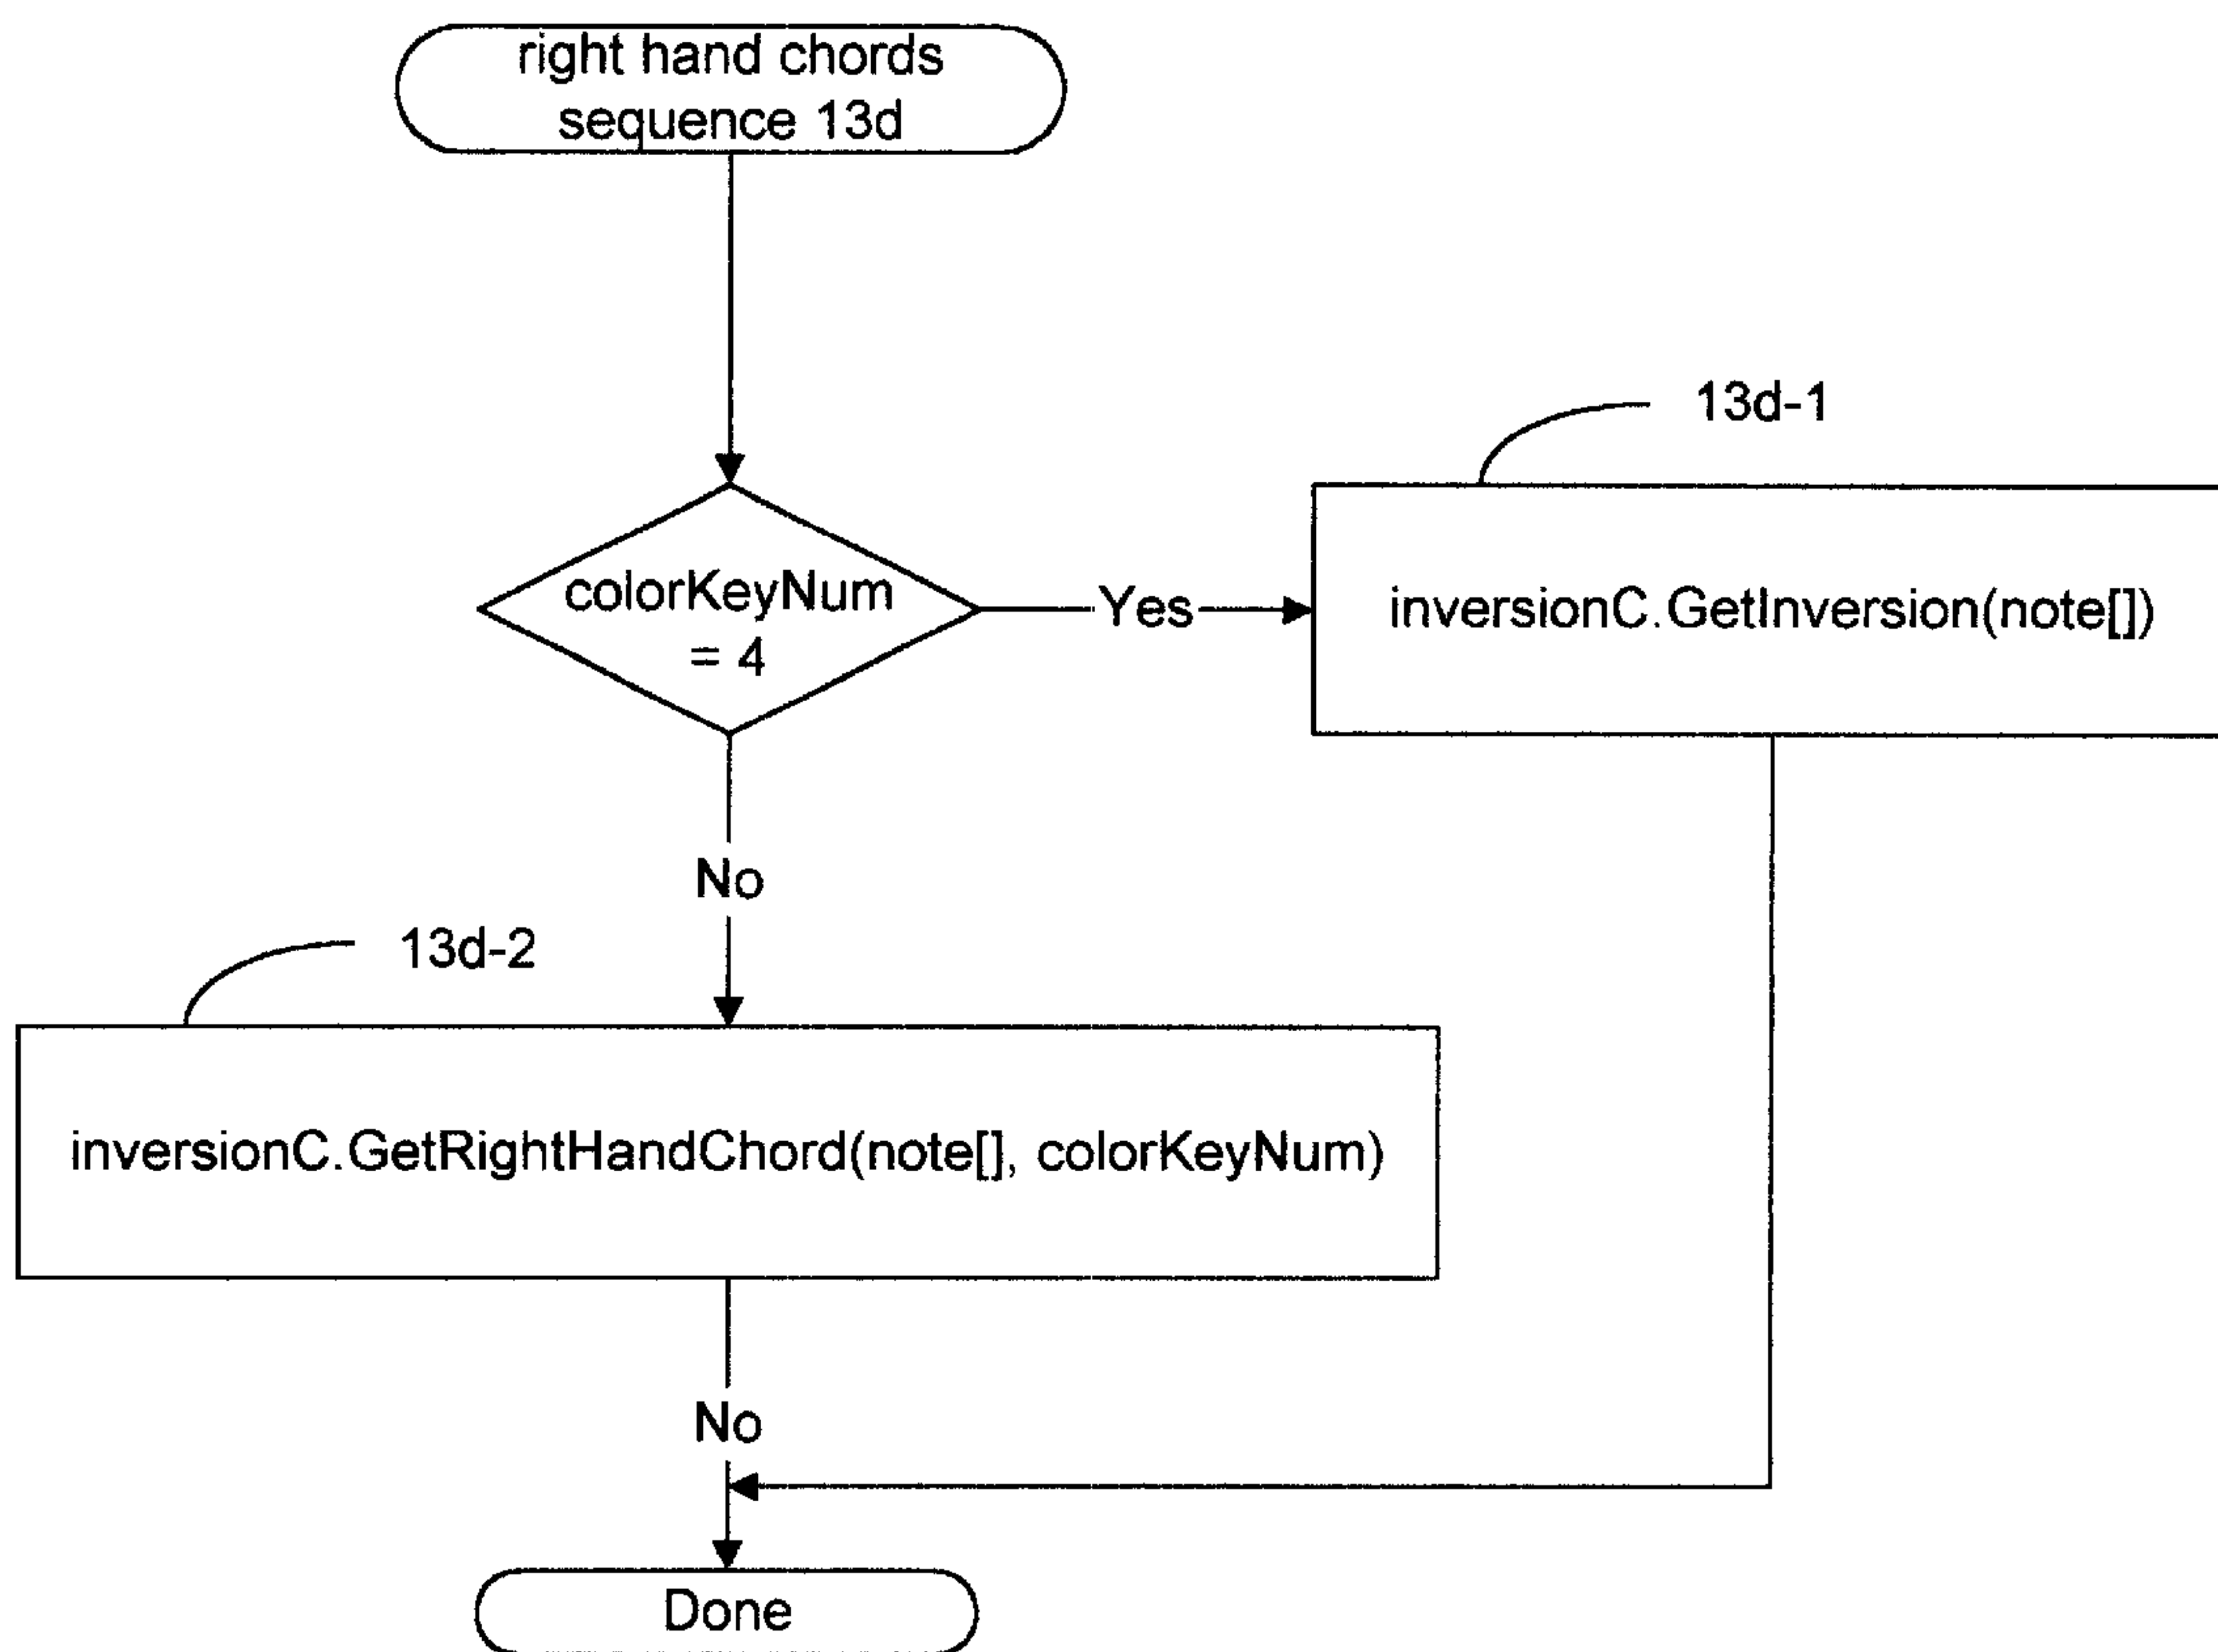 right hand chords
sequence 13d
13d-1
colorKeyNum
= 4
Yes
inversionC.GetInversion(note[])
No
13d-2
inversionC.GetRightHandChord(note[], colorKeyNum)
No
Done